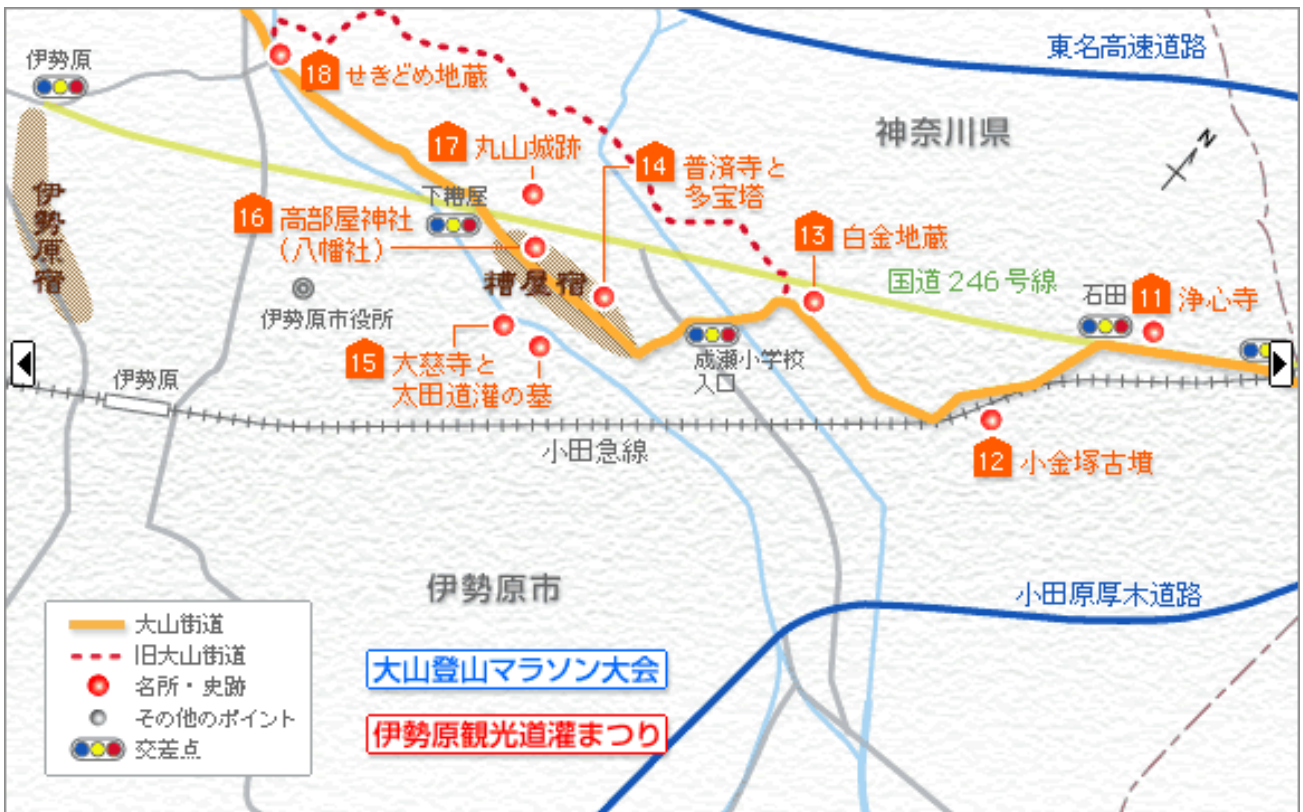 東名高速道路
伊勢原
18 せきどめ地蔵
神奈川県
N
17 丸山城跡
14 普済寺と
多宝塔
下糟屋
伊勢原宿
16 高部屋神社
(八幡社)
13 白金地蔵
糟屋宿
国道246号線
石田
11 浄心寺
伊勢原市役所
15 大慈寺と
太田道灌の墓
成瀬小学校
入口
伊勢原
小田急線
12 小金塚古墳
伊勢原市
小田原厚木道路
大山街道
旧大山街道
名所・史跡
その他のポイント
交差点
大山登山マラソン大会
伊勢原観光道灌まつり